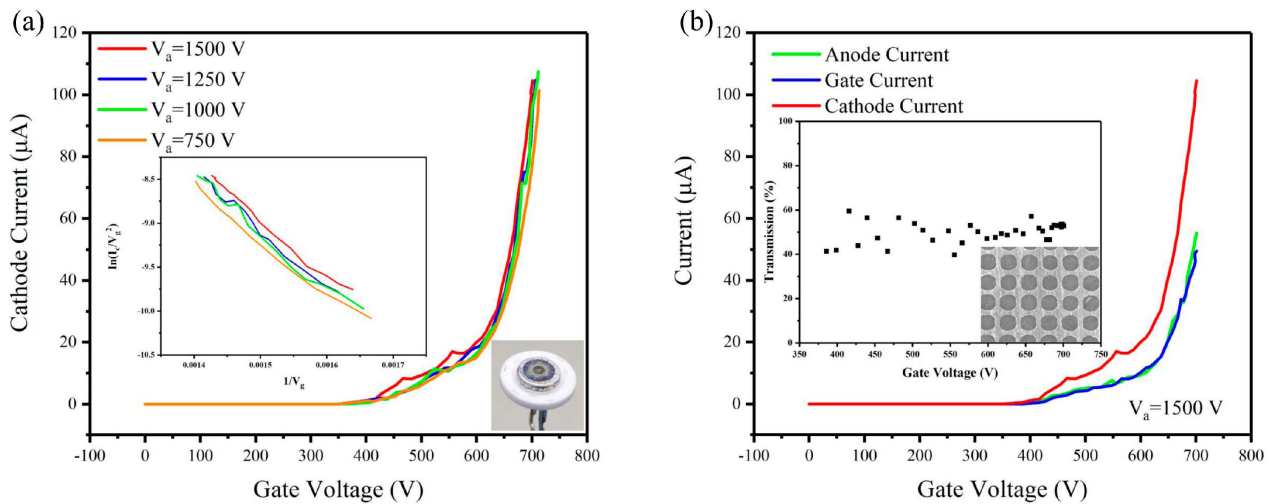 (a)
120
100
80
60
40
20
0
Cathode Current (μA)
Vₐ=1500 V
Vₐ=1250 V
Vₐ=1000 V
Vₐ=750 V
-8.5
-9.0
-9.5
-10.0
-10.5
ln(Iₑ/V_g²)
0.0014 0.0015 0.0016 0.0017
1/V_g
-100 0 100 200 300 400 500 600 700 800
Gate Voltage (V)
(b)
120
100
80
60
40
20
0
Current (μA)
Anode Current
Gate Current
Cathode Current
100
80
60
40
20
0
Transmission (%)
350 400 450 500 550 600 650 700 750
Gate Voltage (V)
Vₐ=1500 V
-100 0 100 200 300 400 500 600 700 800
Gate Voltage (V)